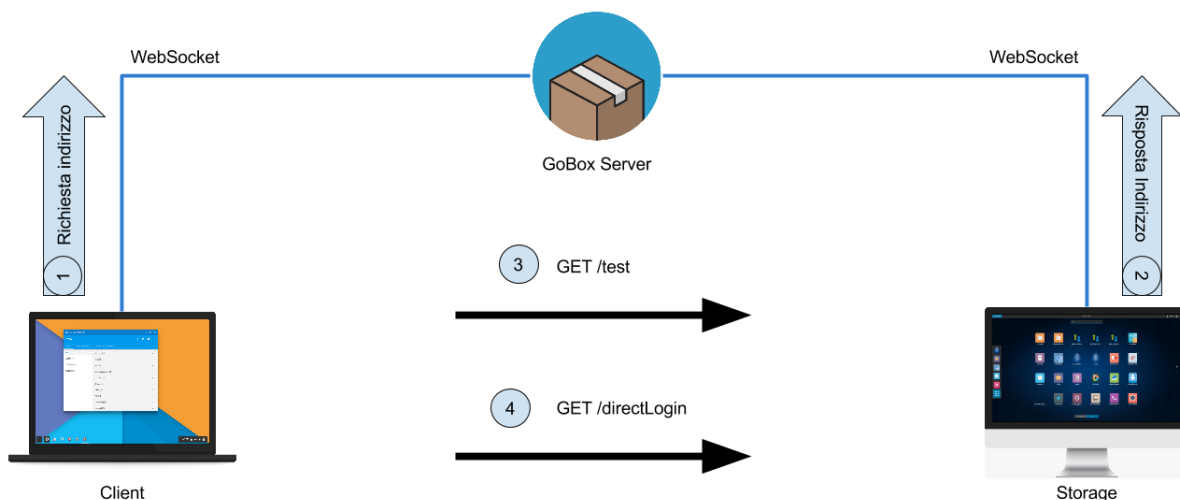 WebSocket
WebSocket
1 Richiesta indirizzo
Risposta Indirizzo 2
GoBox Server
3 GET /test
4 GET /directLogin
Client
Storage